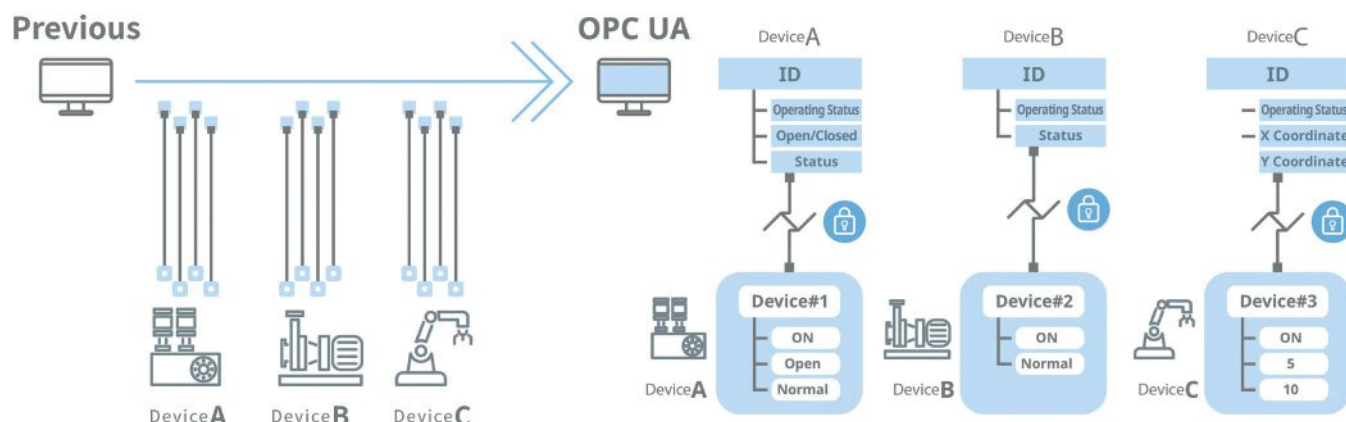 Previous
OPC UA
DeviceA
DeviceB
DeviceC
DeviceA
ID
Operating Status
Open/Closed
Status
Device#1
ON
Open
Normal
DeviceA
DeviceB
ID
Operating Status
Status
Device#2
ON
Normal
DeviceB
DeviceC
ID
Operating Status
X Coordinate
Y Coordinate
Device#3
ON
5
10
DeviceC